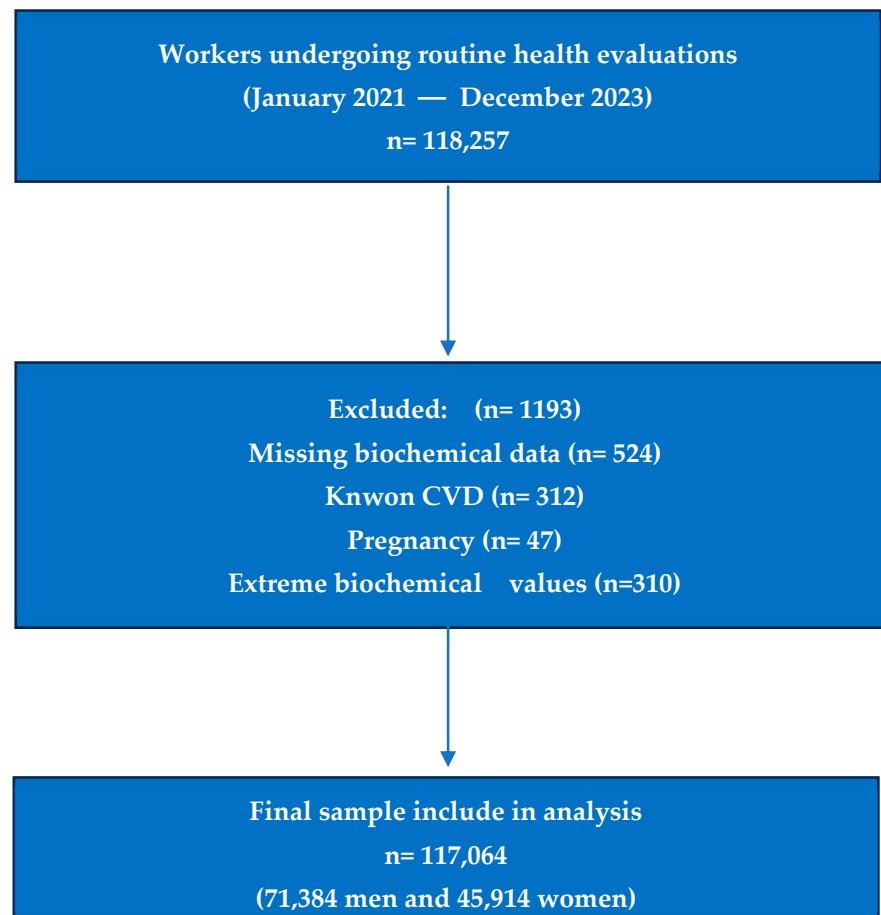 Workers undergoing routine health evaluations
(January 2021 — December 2023)
n= 118,257
Excluded: (n= 1193)
Missing biochemical data (n= 524)
Knwon CVD (n= 312)
Pregnancy (n= 47)
Extreme biochemical values (n=310)
Final sample include in analysis
n= 117,064
(71,384 men and 45,914 women)